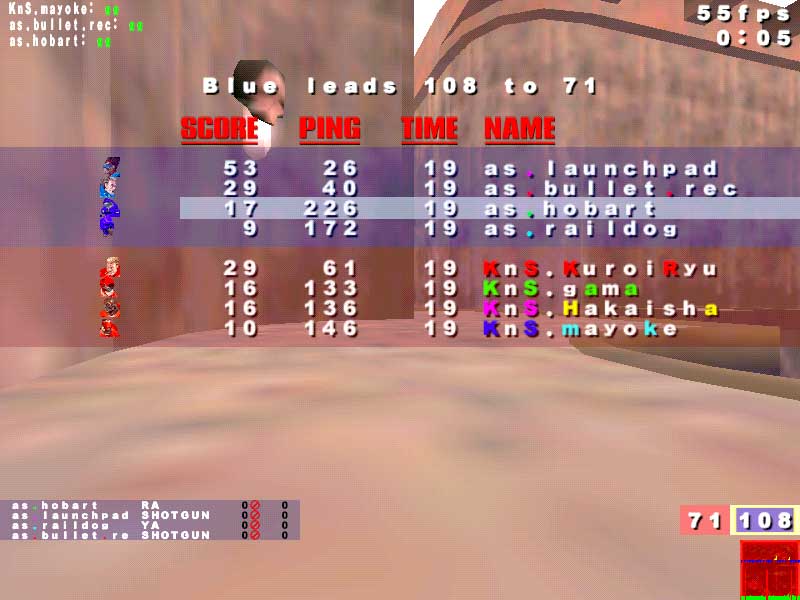 KnS.mayoke: gg
as.bullet.rec: gg
as.hobart: gg
55fps
0:05
Blue leads 108 to 71
SCORE PING TIME NAME
53 26 19 as.launchpad
29 40 19 as.bullet.rec
17 226 19 as.hobart
9 172 19 as.raildog
29 61 19 KnS.KuroiRyu
16 133 19 KnS.gama
16 136 19 KnS.Hakaisha
10 146 19 KnS.mayoke
as.hobart RA 0 0
as.launchpad SHOTGUN 0 0
as.raildog YA 0 0
as.bullet.re SHOTGUN 0 0
71 108